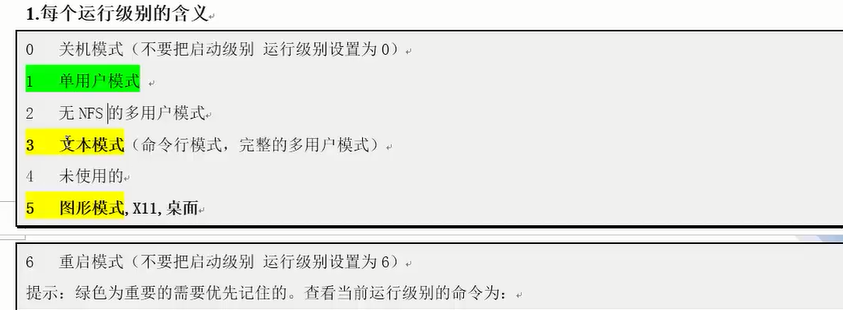 1.每个运行级别的含义
0 关机模式（不要把启动级别 运行级别设置为0）
1 单用户模式
2 无NFS的多用户模式
3 文本模式（命令行模式，完整的多用户模式）
4 未使用的
5 图形模式,X11,桌面
6 重启模式（不要把启动级别 运行级别设置为6）
提示：绿色为重要的需要优先记住的。查看当前运行级别的命令为：